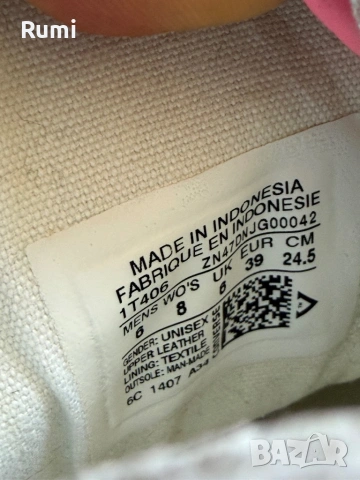 Rumi
MADE IN INDONESIA
FABRIQUE EN INDONESIE
1T406 ZN47DNJG00042
MENS WO'S UK EUR CM
6 8 6 39 24.5
GENDER: UNISEX
UPPER LEATHER
LINING: TEXTILE
OUTSOLE: MAN-MADE
6C 1407 A34
BAZAR
bg